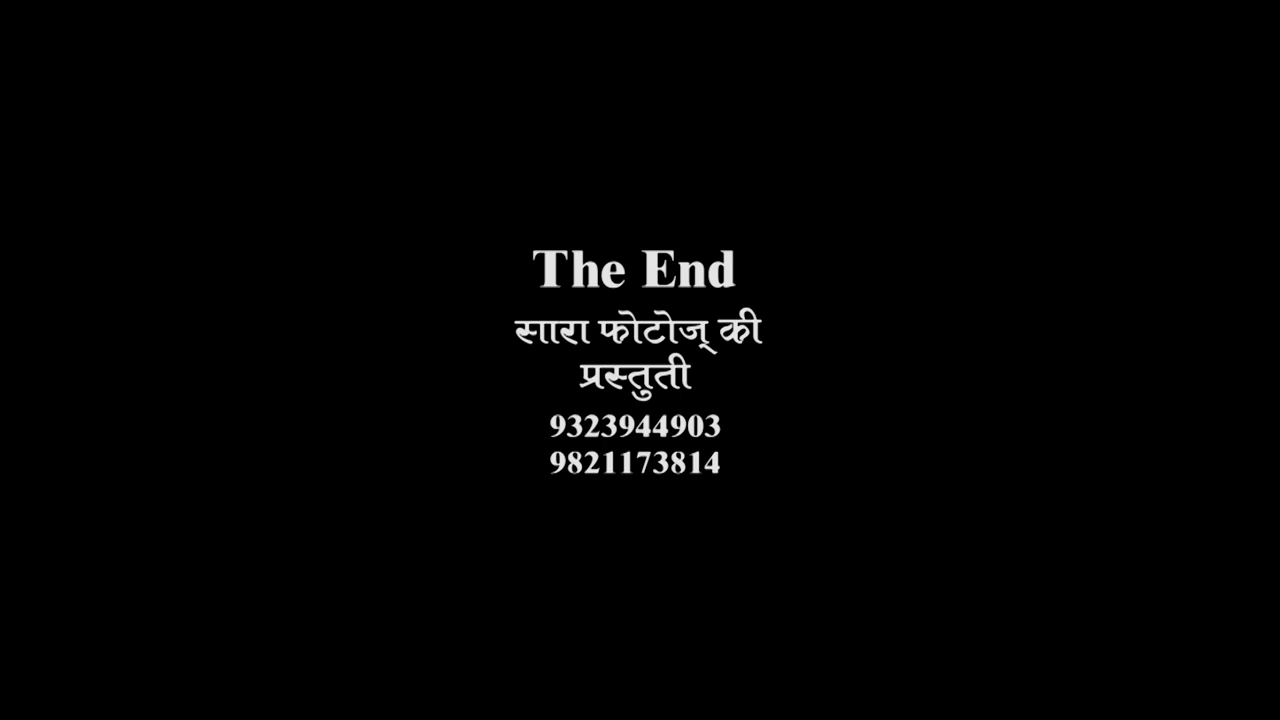 The End
सारा फोटोज् की
प्रस्तुती
9323944903
9821173814